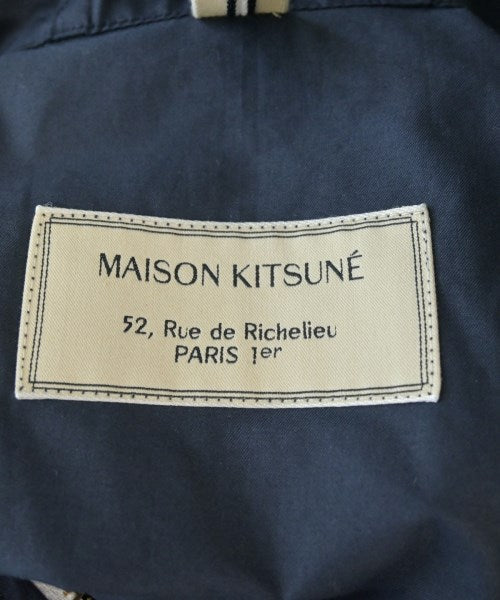 MAISON KITSUNÉ
52, Rue de Richelieu
PARIS 1er